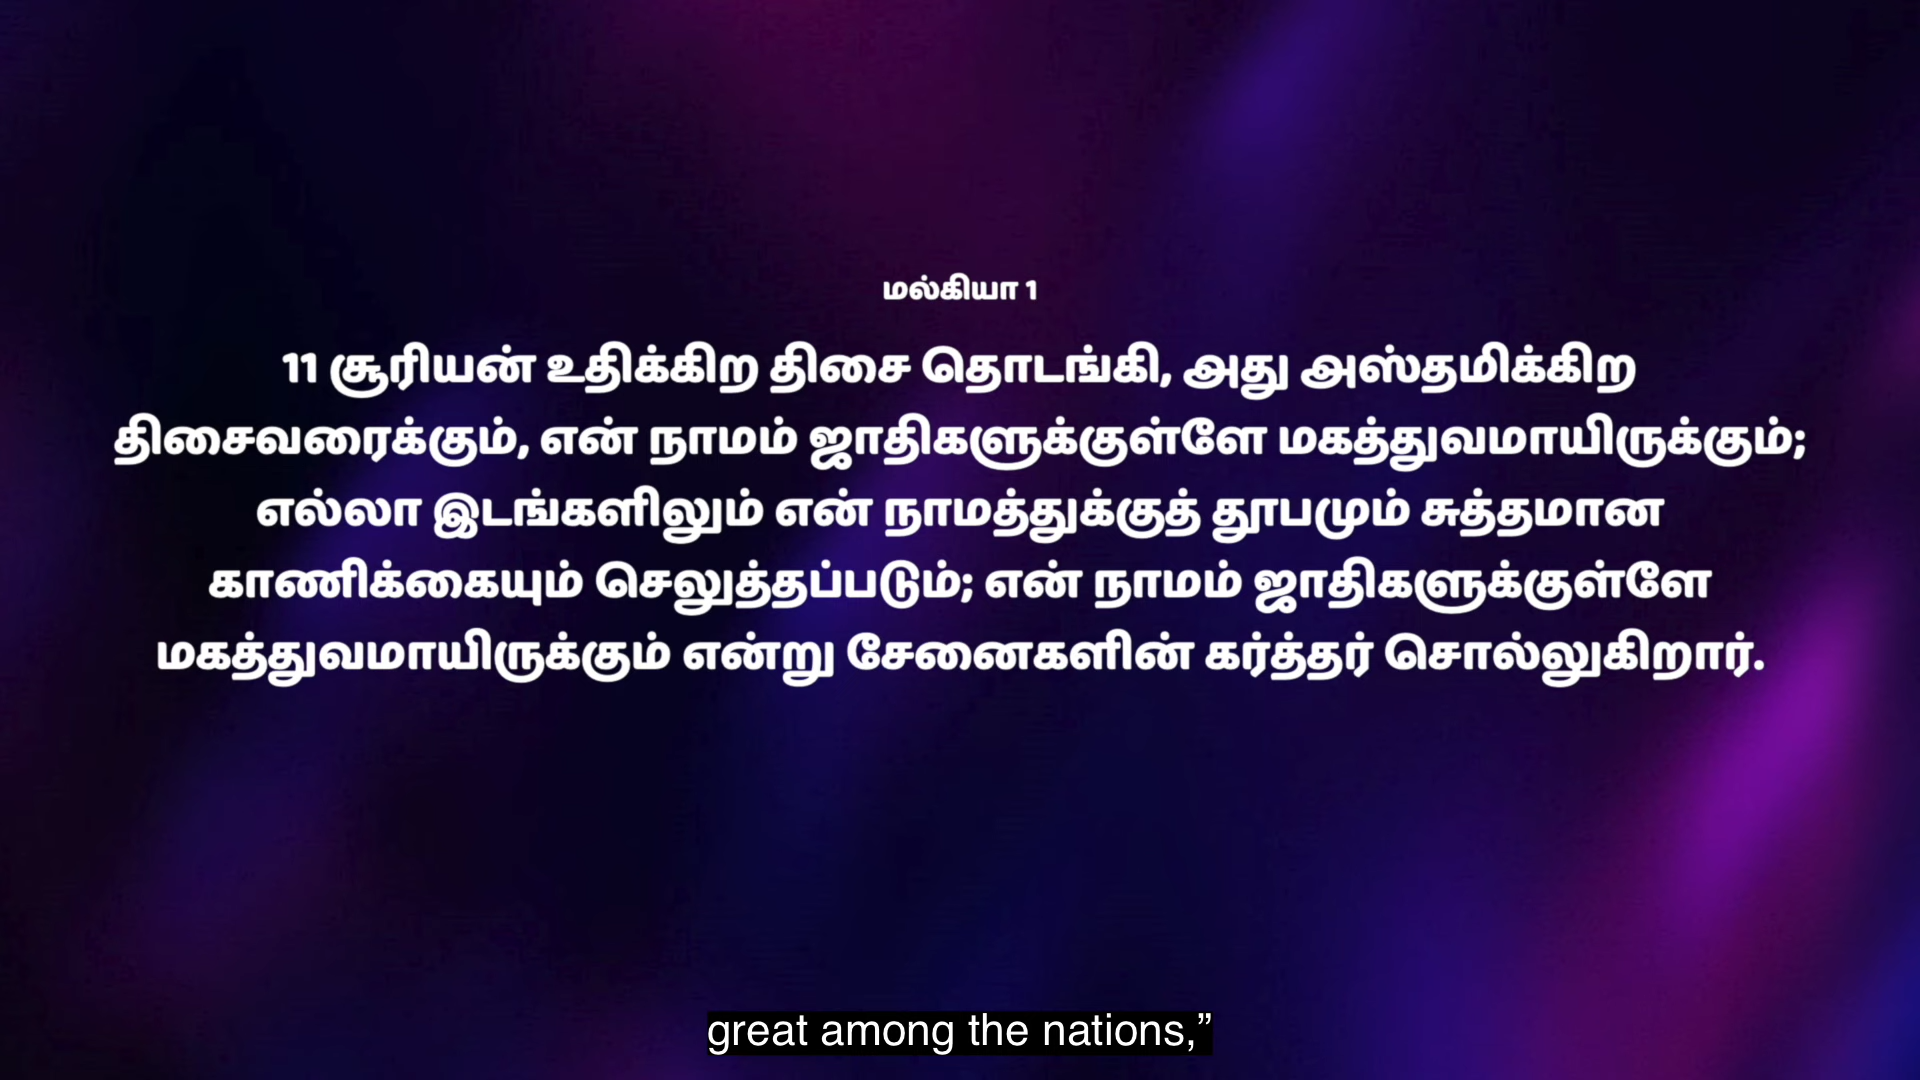 மல்கியா 1
11 சூரியன் உதிக்கிற திசை தொடங்கி, அது அஸ்தமிக்கிற
திசைவரைக்கும், என் நாமம் ஜாதிகளுக்குள்ளே மகத்துவமாயிருக்கும்;
எல்லா இடங்களிலும் என் நாமத்துக்குத் தூபமும் சுத்தமான
காணிக்கையும் செலுத்தப்படும்; என் நாமம் ஜாதிகளுக்குள்ளே
மகத்துவமாயிருக்கும் என்று சேனைகளின் கர்த்தர் சொல்லுகிறார்.
great among the nations,”